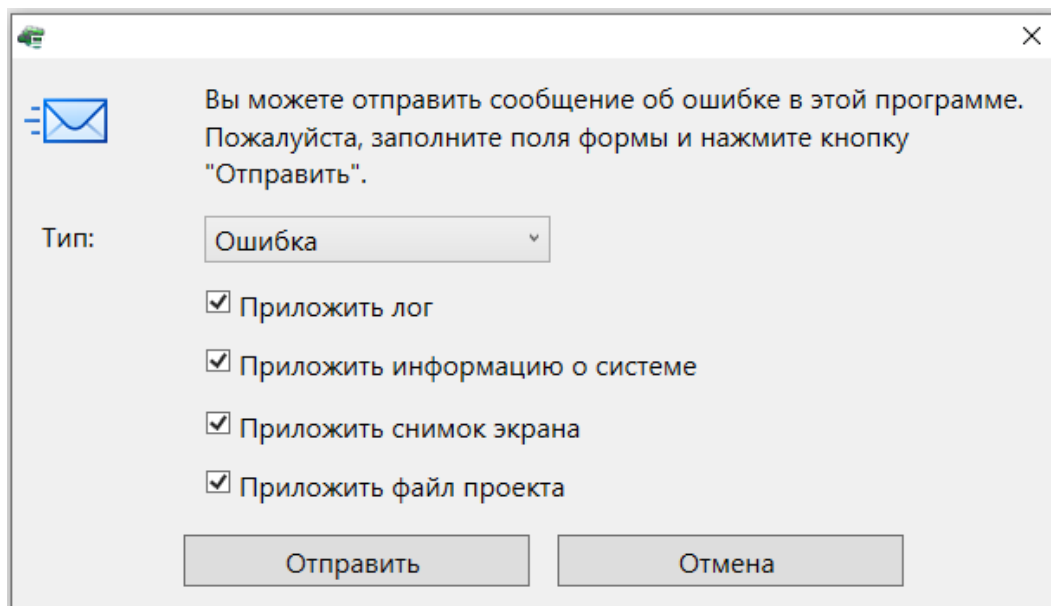 Вы можете отправить сообщение об ошибке в этой программе.
Пожалуйста, заполните поля формы и нажмите кнопку
"Отправить".
Тип:
Ошибка
Приложить лог
Приложить информацию о системе
Приложить снимок экрана
Приложить файл проекта
Отправить
Отмена